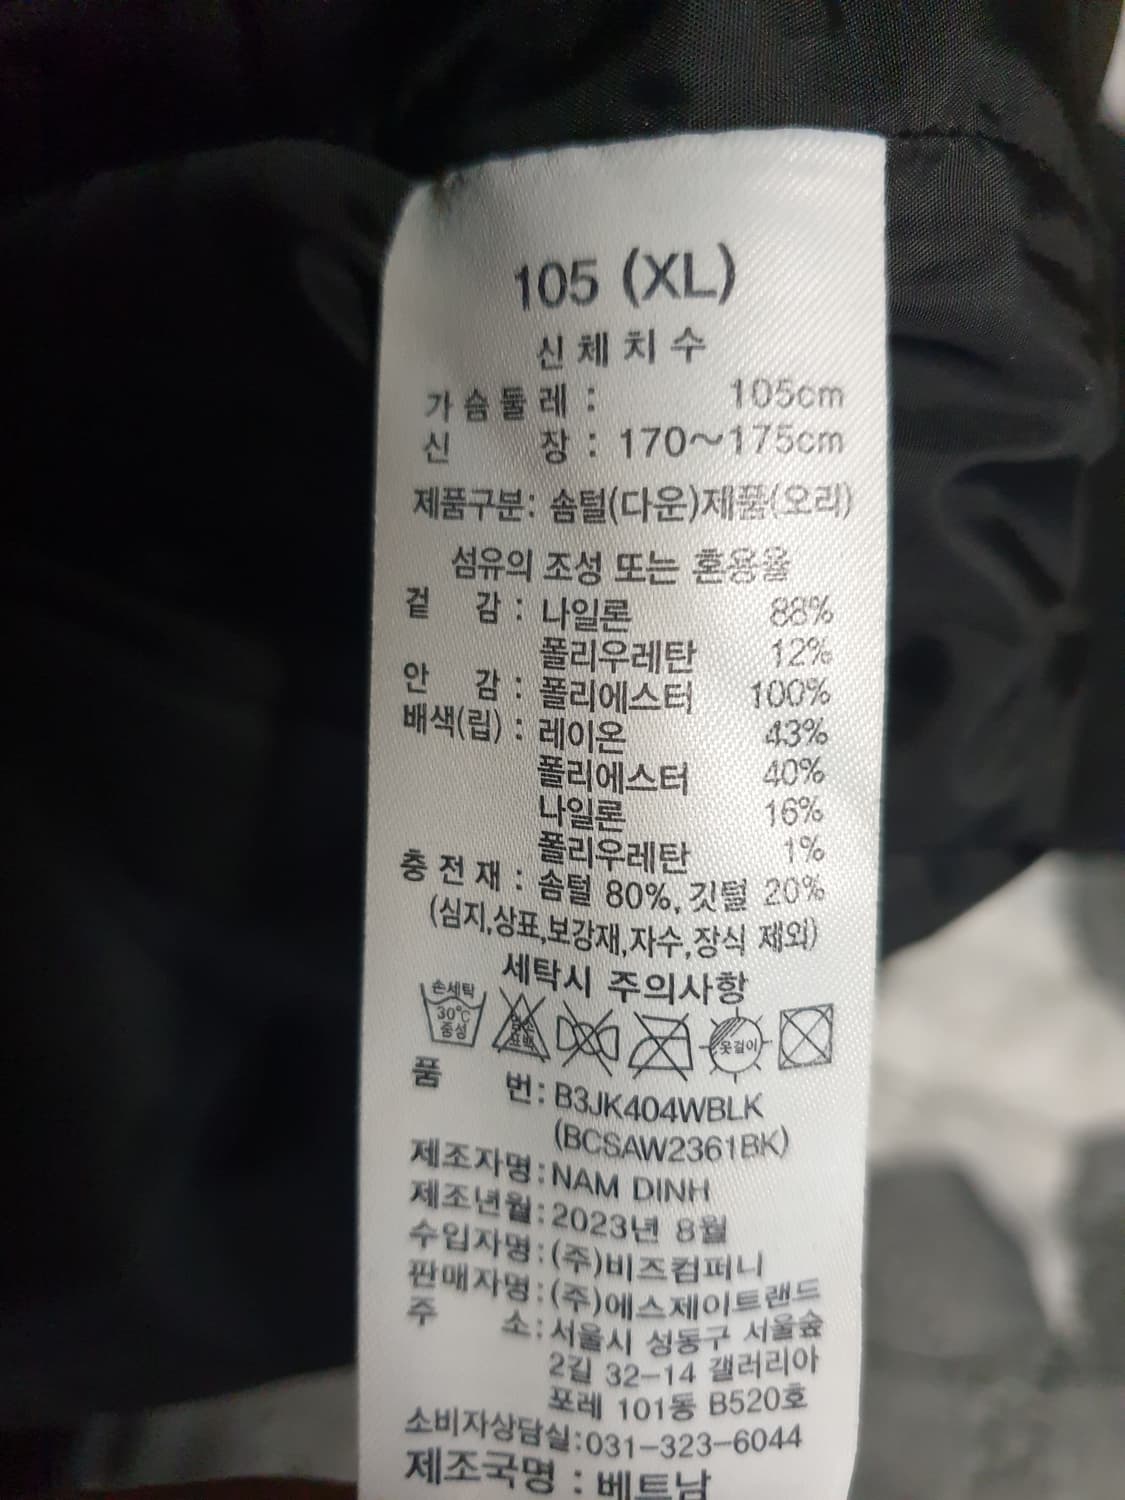 105 (XL)
신체치수
가슴둘레 : 105cm
신 장 : 170~175cm
제품구분: 솜털(다운)제품(오리)
섬유의 조성 또는 혼용율
겉 감 : 나일론 88%
폴리우레탄 12%
안 감 : 폴리에스터 100%
배색(립) : 레이온 43%
폴리에스터 40%
나일론 16%
폴리우레탄 1%
충전재 : 솜털 80%, 깃털 20%
(심지,상표,보강재,자수,장식 제외)
세탁시 주의사항
손세탁
30℃
중성
염소
표백
옷걸이
품 번: B3JK404WBLK
(BCSAW2361BK)
제조자명: NAM DINH
제조년월: 2023년 8월
수입자명: (주)비즈컴퍼니
판매자명: (주)에스제이트랜드
주 소: 서울시 성동구 서울숲
2길 32-14 갤러리아
포레 101동 B520호
소비자상담실:031-323-6044
제조국명 : 베트남